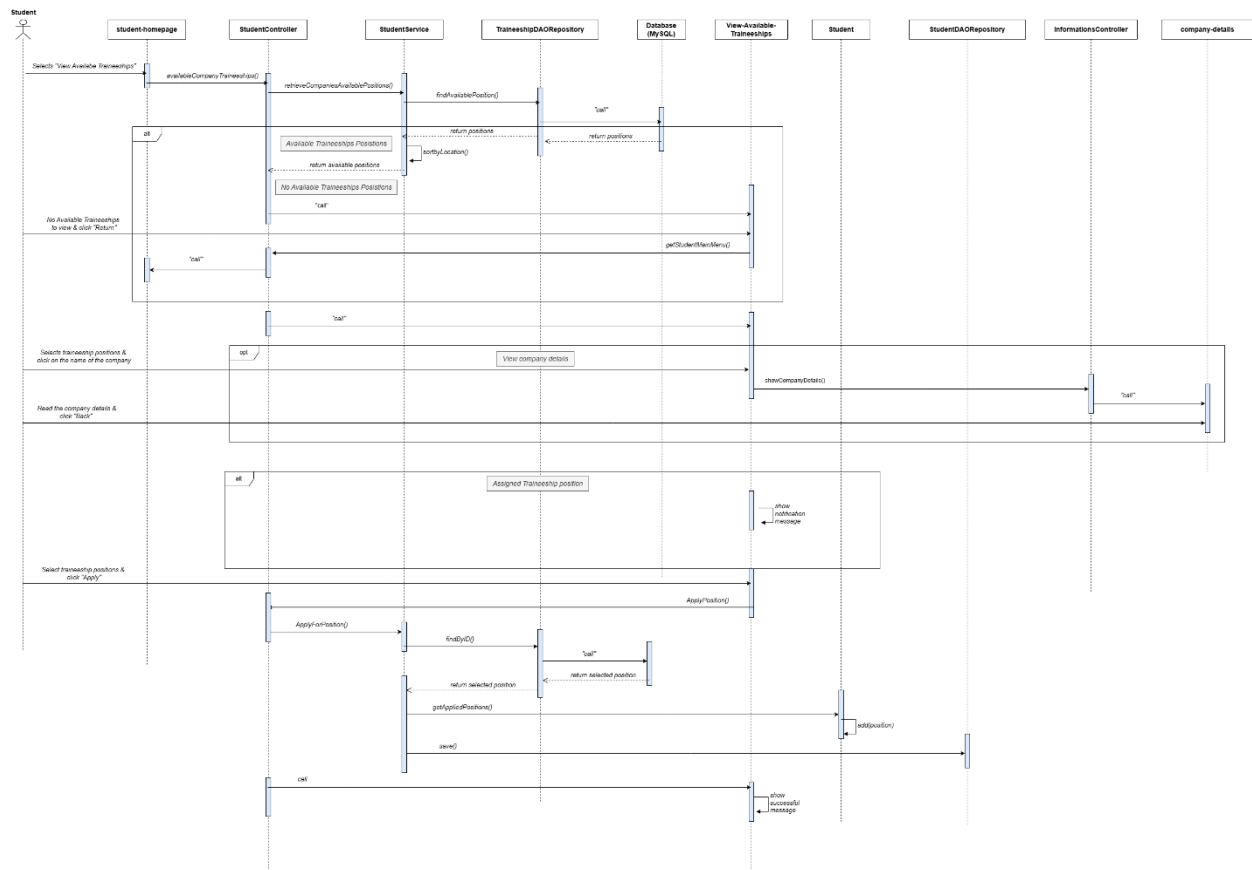 Student
student-homepage
StudentController
StudentService
TraineeshipDAORepository
Database
(MySQL)
View-Available-
Traineeships
Student
StudentDAORepository
InformationsController
company-details
Selects "View Availabe Traineeships"
availableCompanyTraineeships()
retrieveCompaniesAvailablePositions()
findAvailablePosition()
"call"
alt
return positions
return positions
Available Traineeships Posistions
sortbyLocation()
return available positions
No Available Traineeships Posistions
"call"
No Available Traineeships
to view & click "Return"
getStudentMainMenu()
"call"
"call"
Selects traineeship positions &
click on the name of the company
opt
View company details
showCompanyDetails()
"call"
Read the company details &
click "Back"
alt
Assigned Traineeship position
show
notification
message
Select traineeship positions &
click "Apply"
ApplyPosition()
ApplyForPosition()
findByID()
"call"
return selected position
return selected position
getAppliedPositions()
add(position)
save()
call
show
successful
message